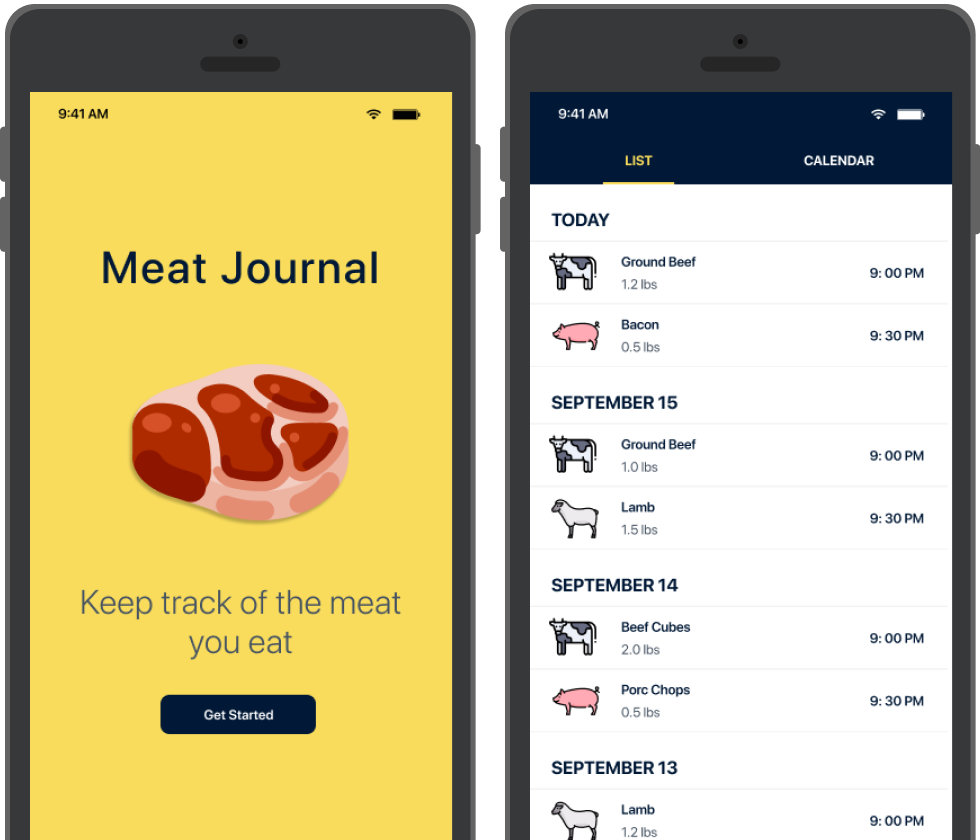 9:41 AM
Meat Journal
Keep track of the meat
you eat
Get Started
9:41 AM
LIST
CALENDAR
TODAY
Ground Beef
1.2 lbs
9: 00 PM
Bacon
0.5 lbs
9: 30 PM
SEPTEMBER 15
Ground Beef
1.0 lbs
9: 00 PM
Lamb
1.5 lbs
9: 30 PM
SEPTEMBER 14
Beef Cubes
2.0 lbs
9: 00 PM
Porc Chops
0.5 lbs
9: 30 PM
SEPTEMBER 13
Lamb
1.2 lbs
9: 00 PM